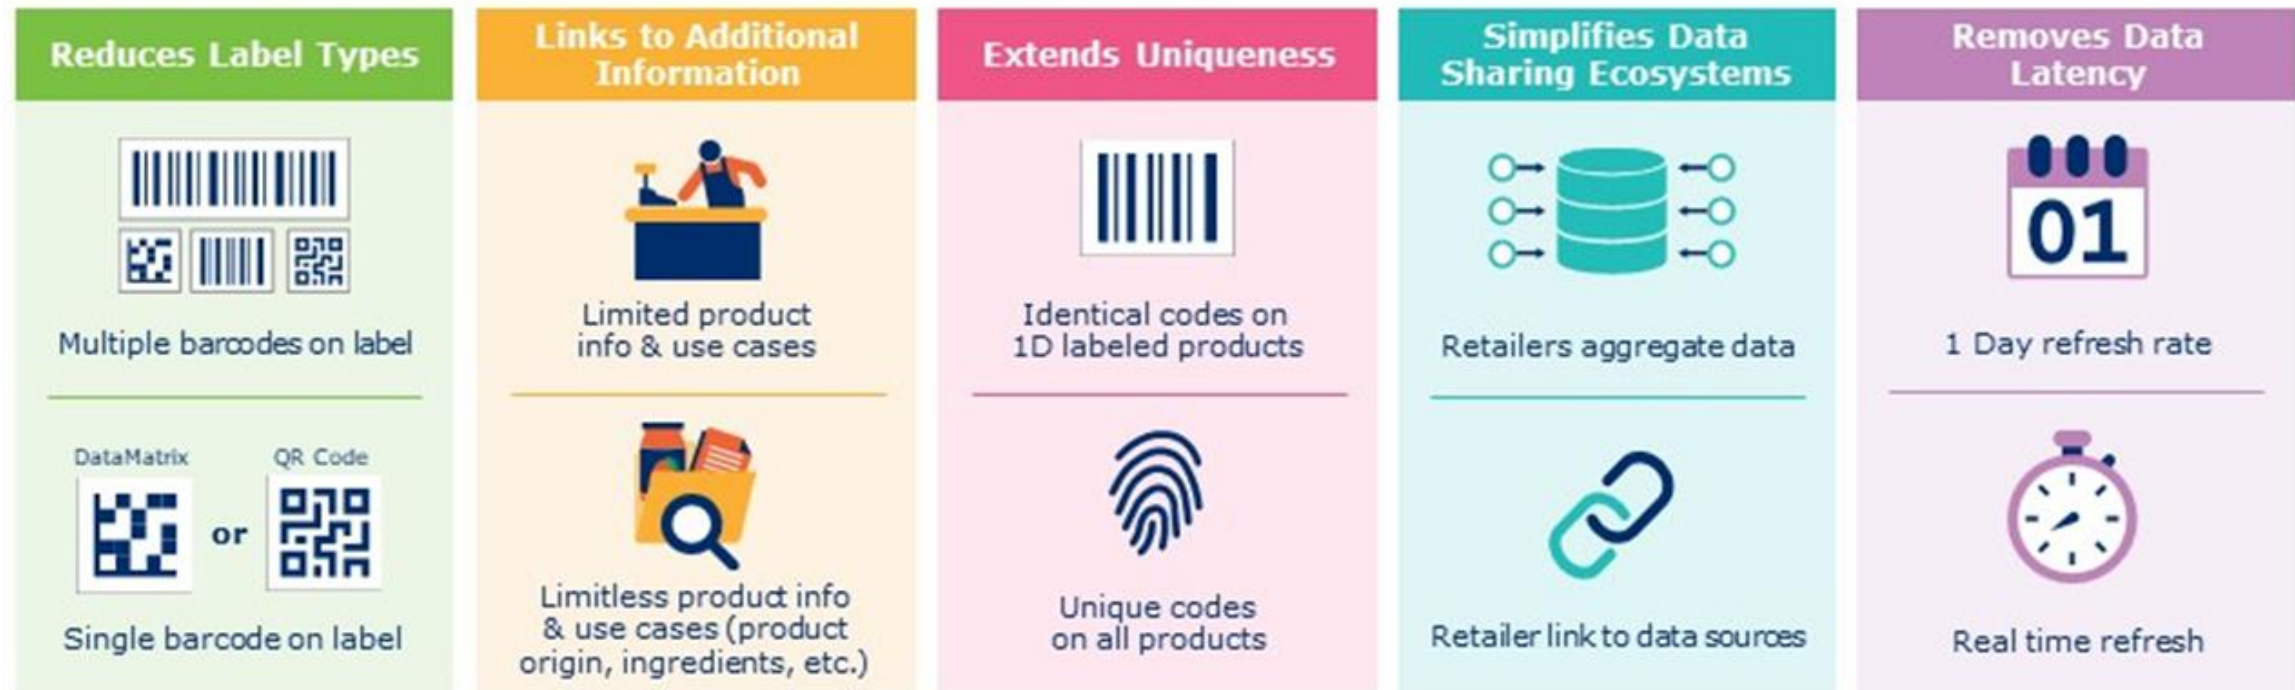 Reduces Label Types
Multiple barcodes on label
DataMatrix
or
QR Code
Single barcode on label
Links to Additional
Information
Limited product
info & use cases
Limitless product info
& use cases (product
origin, ingredients, etc.)
Extends Uniqueness
Identical codes on
1D labeled products
Unique codes
on all products
Simplifies Data
Sharing Ecosystems
Retailers aggregate data
Retailer link to data sources
Removes Data
Latency
01
1 Day refresh rate
Real time refresh